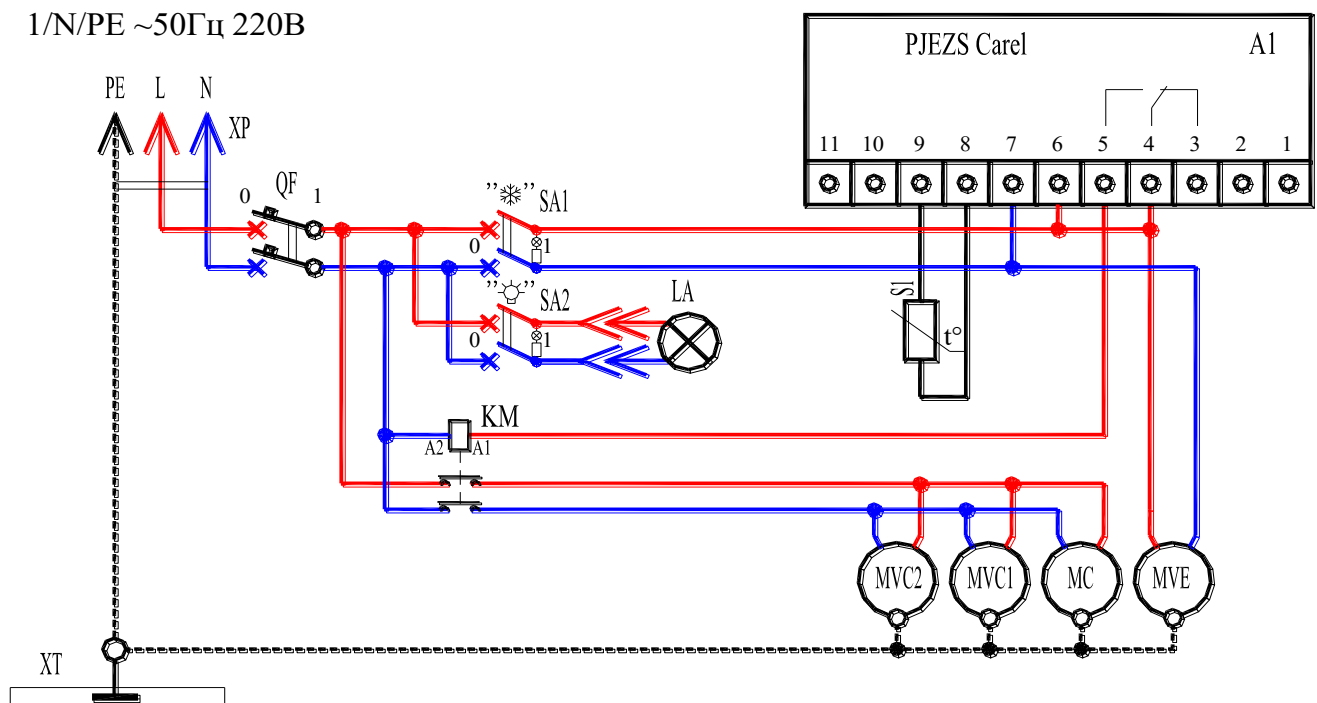 1/N/PE ~50Гц 220В
PJEZS Carel A1
PE L N
XP
11 10 9 8 7 6 5 4 3 2 1
0 QF 1
"❄" SA1
0 1
"💡" SA2
0 1
LA
S1
t°
KM
A2 A1
MVC2 MVC1 MC MVE
XT